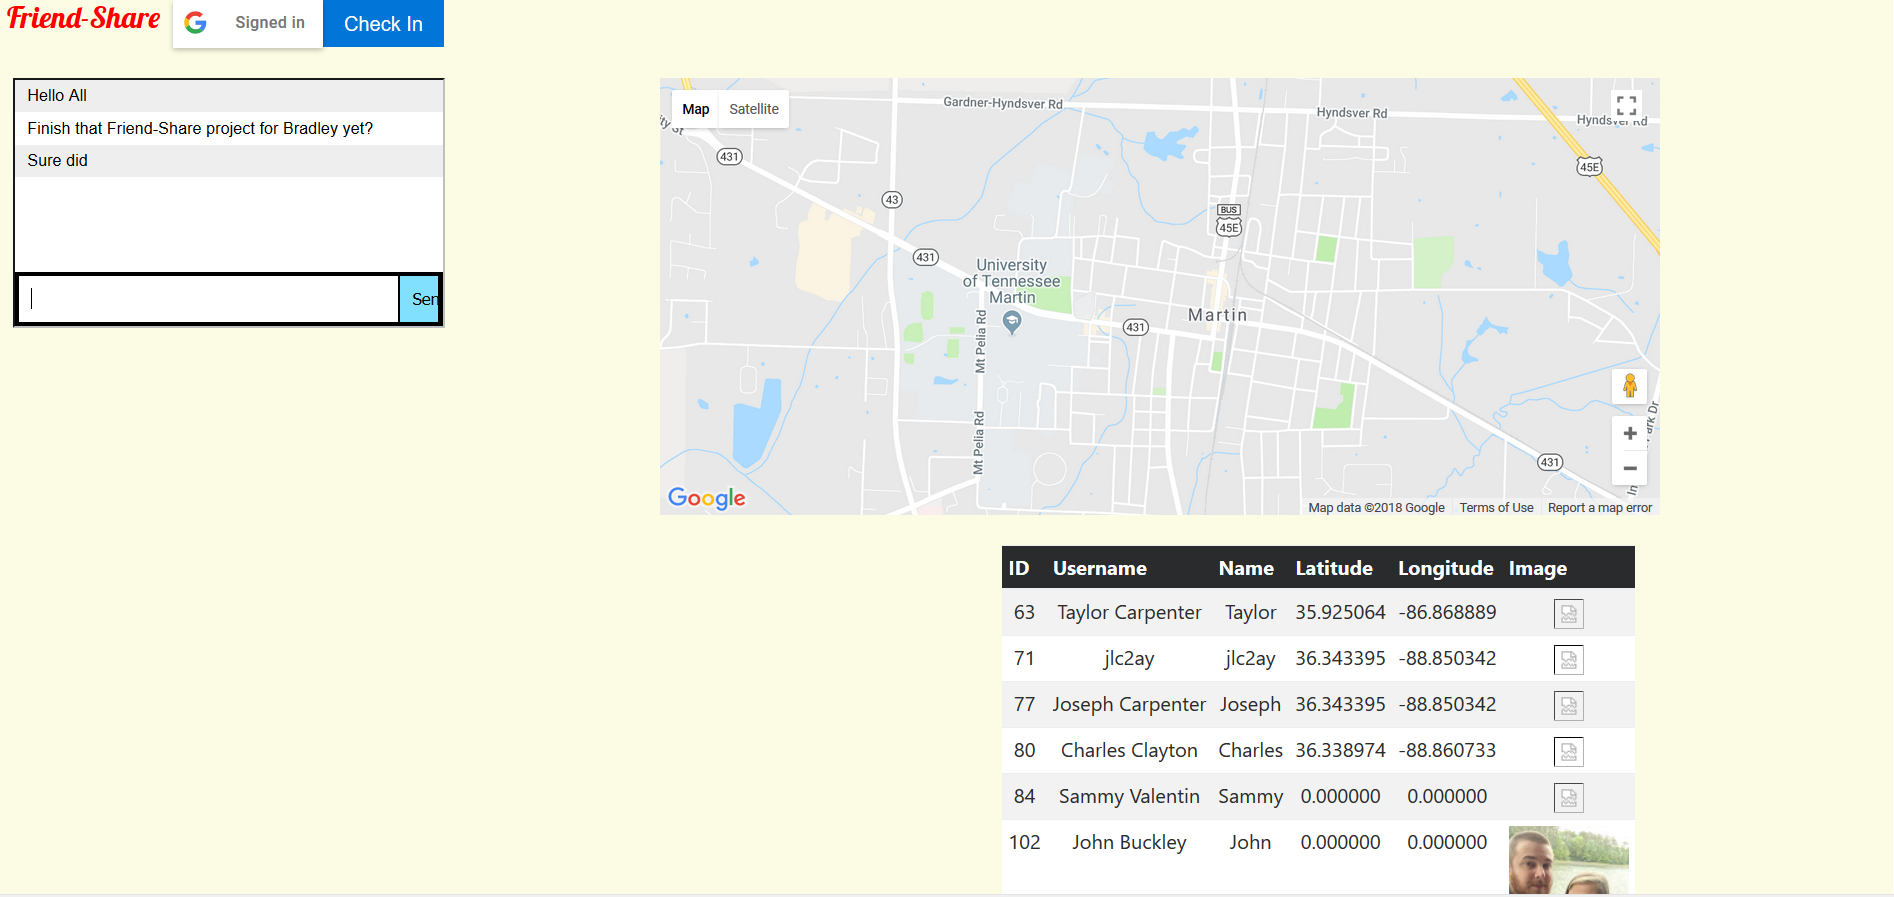 Friend-Share
Signed in
Check In
Hello All
Finish that Friend-Share project for Bradley yet?
Sure did
Sen
Map Satellite
Gardner-Hyndsver Rd
Hyndsver Rd
Hyndsver Rd
ity St
431
45E
43
BUS
45E
431
University
of Tennessee
Martin
Martin
431
Mt Pelia Rd
Mt Pelia Rd
Park Dr
431
In
Google
Map data ©2018 Google Terms of Use Report a map error
ID Username Name Latitude Longitude Image
63 Taylor Carpenter Taylor 35.925064 -86.868889
71 jlc2ay jlc2ay 36.343395 -88.850342
77 Joseph Carpenter Joseph 36.343395 -88.850342
80 Charles Clayton Charles 36.338974 -88.860733
84 Sammy Valentin Sammy 0.000000 0.000000
102 John Buckley John 0.000000 0.000000